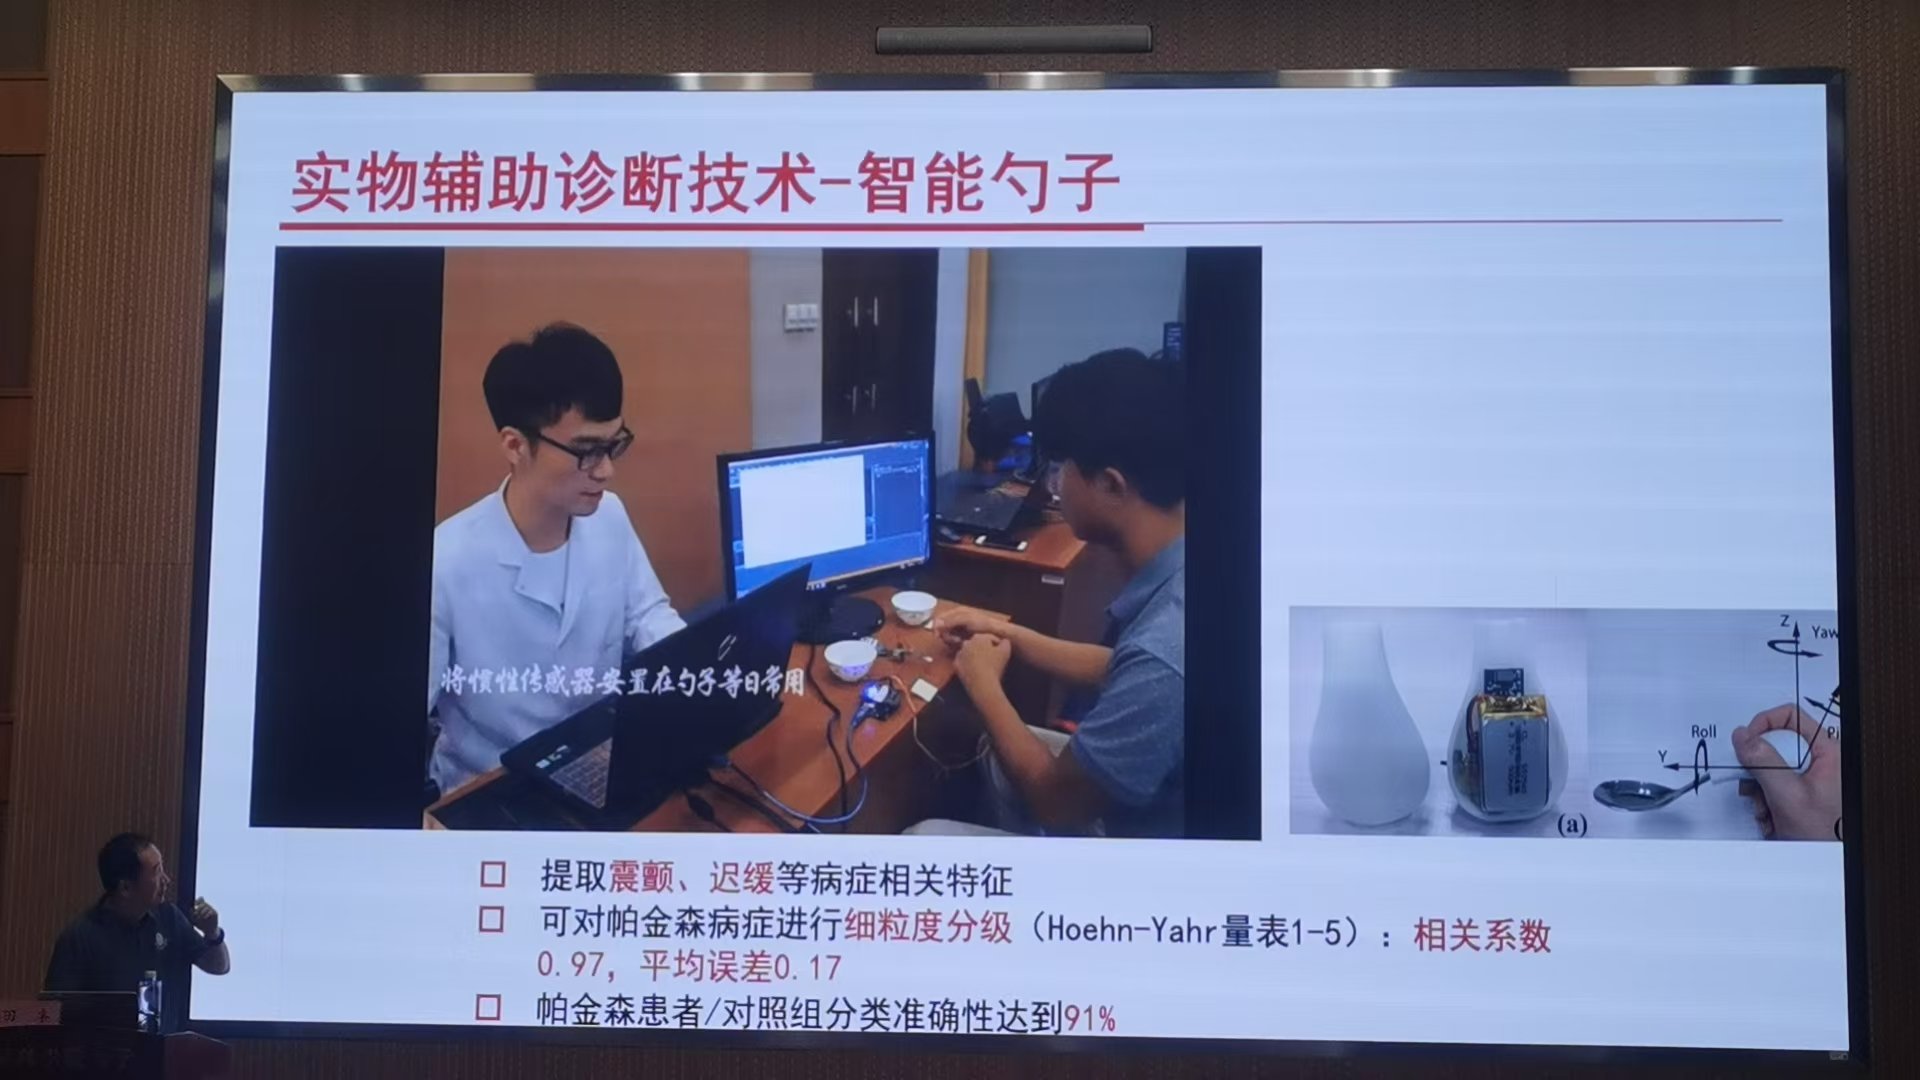 实物辅助诊断技术-智能勺子
将惯性传感器安置在勺子等日常用
Z
Yaw
Roll
Y
Pi
(a)
(
□ 提取震颤、迟缓等病症相关特征
□ 可对帕金森病症进行细粒度分级（Hoehn-Yahr量表1-5）：相关系数
0.97，平均误差0.17
□ 帕金森患者/对照组分类准确性达到91%